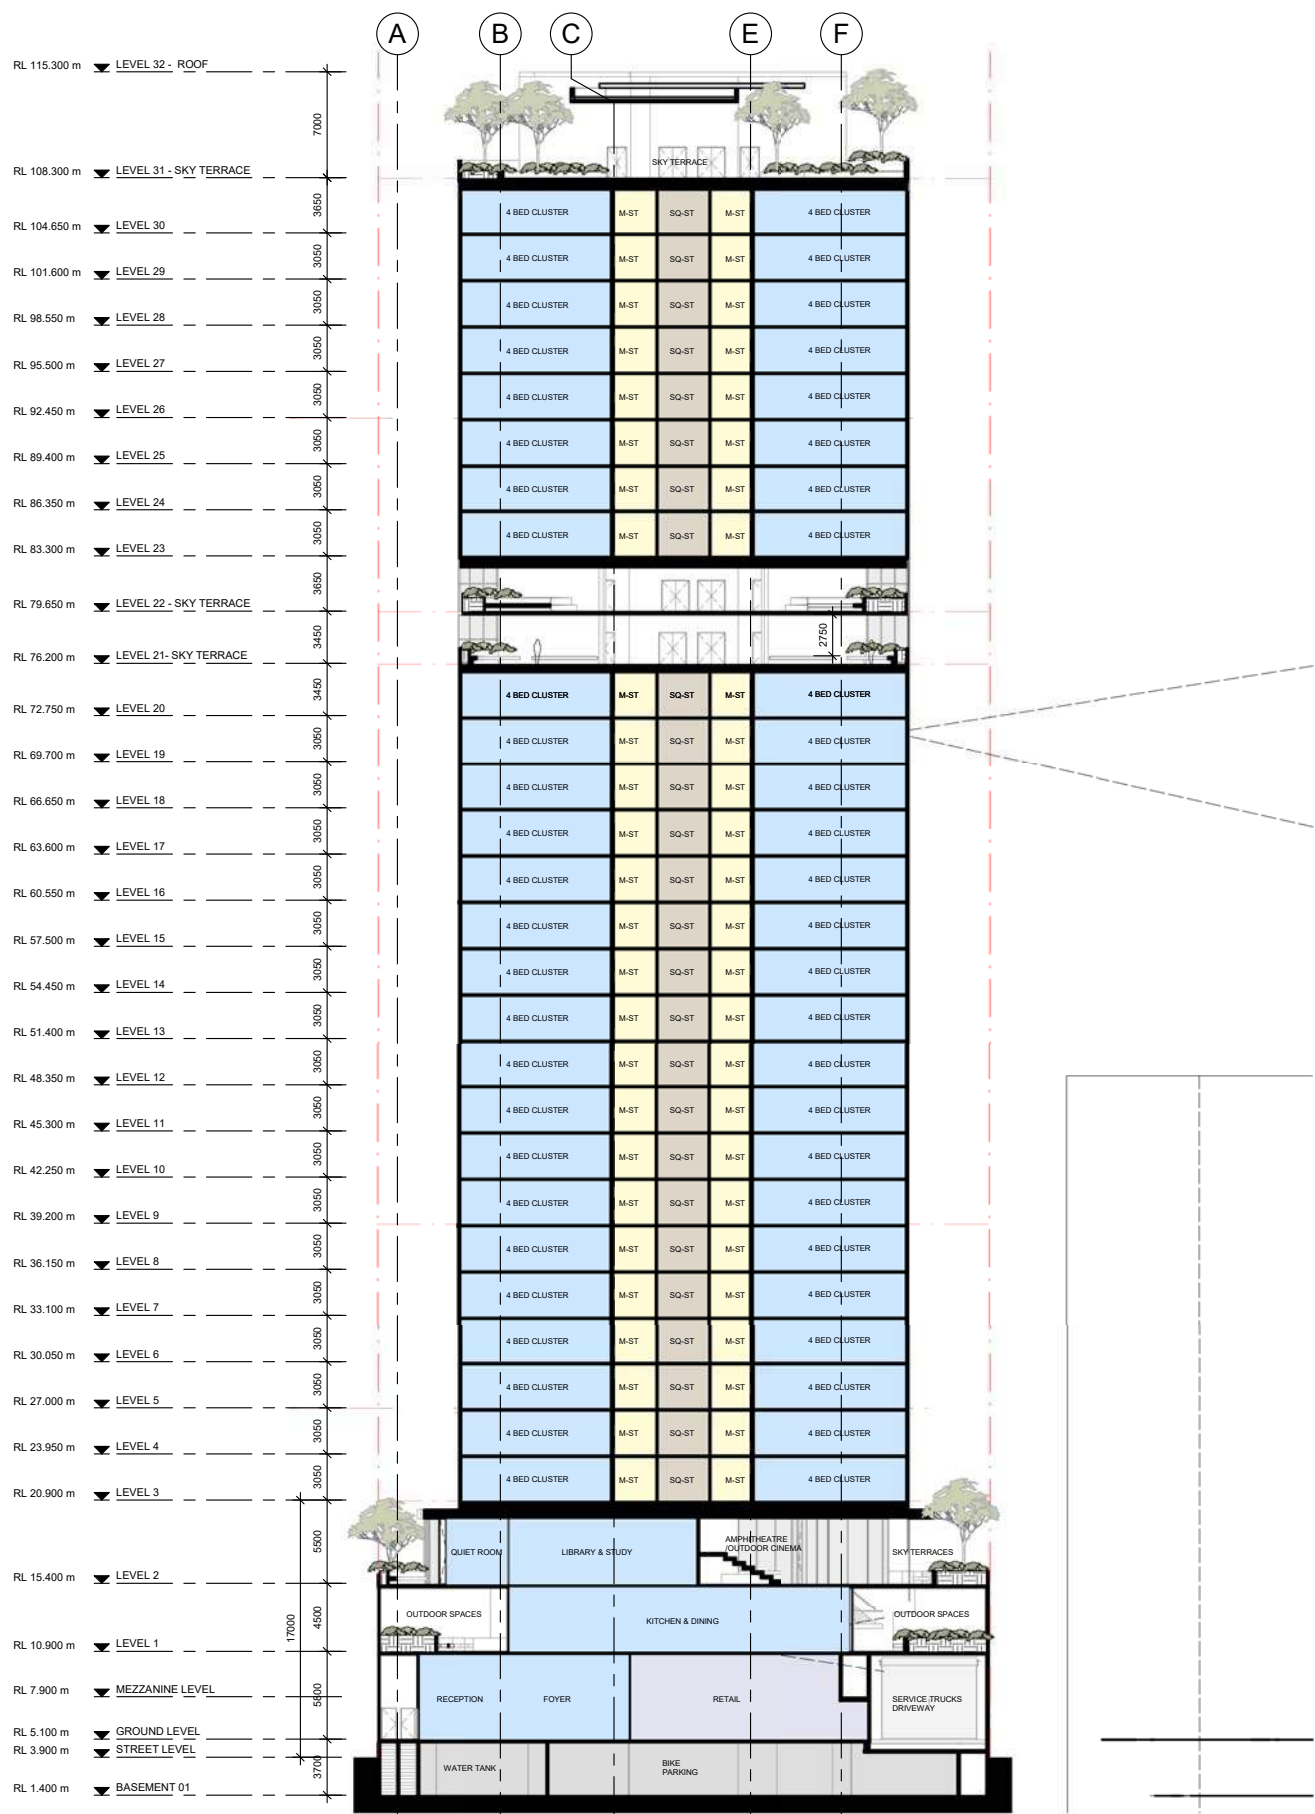 A B C E F
RL 115.300 m LEVEL 32 - ROOF
7000
SKY TERRACE
RL 108.300 m LEVEL 31 - SKY TERRACE
3650
4 BED CLUSTER M-ST SQ-ST M-ST 4 BED CLUSTER
RL 104.650 m LEVEL 30
3050
4 BED CLUSTER M-ST SQ-ST M-ST 4 BED CLUSTER
RL 101.600 m LEVEL 29
3050
4 BED CLUSTER M-ST SQ-ST M-ST 4 BED CLUSTER
RL 98.550 m LEVEL 28
3050
4 BED CLUSTER M-ST SQ-ST M-ST 4 BED CLUSTER
RL 95.500 m LEVEL 27
3050
4 BED CLUSTER M-ST SQ-ST M-ST 4 BED CLUSTER
RL 92.450 m LEVEL 26
3050
4 BED CLUSTER M-ST SQ-ST M-ST 4 BED CLUSTER
RL 89.400 m LEVEL 25
3050
4 BED CLUSTER M-ST SQ-ST M-ST 4 BED CLUSTER
RL 86.350 m LEVEL 24
3050
4 BED CLUSTER M-ST SQ-ST M-ST 4 BED CLUSTER
RL 83.300 m LEVEL 23
3650
RL 79.650 m LEVEL 22 - SKY TERRACE
3450
2750
RL 76.200 m LEVEL 21- SKY TERRACE
3450
4 BED CLUSTER M-ST SQ-ST M-ST 4 BED CLUSTER
RL 72.750 m LEVEL 20
3050
4 BED CLUSTER M-ST SQ-ST M-ST 4 BED CLUSTER
RL 69.700 m LEVEL 19
3050
4 BED CLUSTER M-ST SQ-ST M-ST 4 BED CLUSTER
RL 66.650 m LEVEL 18
3050
4 BED CLUSTER M-ST SQ-ST M-ST 4 BED CLUSTER
RL 63.600 m LEVEL 17
3050
4 BED CLUSTER M-ST SQ-ST M-ST 4 BED CLUSTER
RL 60.550 m LEVEL 16
3050
4 BED CLUSTER M-ST SQ-ST M-ST 4 BED CLUSTER
RL 57.500 m LEVEL 15
3050
4 BED CLUSTER M-ST SQ-ST M-ST 4 BED CLUSTER
RL 54.450 m LEVEL 14
3050
4 BED CLUSTER M-ST SQ-ST M-ST 4 BED CLUSTER
RL 51.400 m LEVEL 13
3050
4 BED CLUSTER M-ST SQ-ST M-ST 4 BED CLUSTER
RL 48.350 m LEVEL 12
3050
4 BED CLUSTER M-ST SQ-ST M-ST 4 BED CLUSTER
RL 45.300 m LEVEL 11
3050
4 BED CLUSTER M-ST SQ-ST M-ST 4 BED CLUSTER
RL 42.250 m LEVEL 10
3050
4 BED CLUSTER M-ST SQ-ST M-ST 4 BED CLUSTER
RL 39.200 m LEVEL 9
3050
4 BED CLUSTER M-ST SQ-ST M-ST 4 BED CLUSTER
RL 36.150 m LEVEL 8
3050
4 BED CLUSTER M-ST SQ-ST M-ST 4 BED CLUSTER
RL 33.100 m LEVEL 7
3050
4 BED CLUSTER M-ST SQ-ST M-ST 4 BED CLUSTER
RL 30.050 m LEVEL 6
3050
4 BED CLUSTER M-ST SQ-ST M-ST 4 BED CLUSTER
RL 27.000 m LEVEL 5
3050
4 BED CLUSTER M-ST SQ-ST M-ST 4 BED CLUSTER
RL 23.950 m LEVEL 4
3050
4 BED CLUSTER M-ST SQ-ST M-ST 4 BED CLUSTER
RL 20.900 m LEVEL 3
5500
QUIET ROOM LIBRARY & STUDY AMPHITHEATRE
/OUTDOOR CINEMA SKY TERRACES
RL 15.400 m LEVEL 2
17000
4500
OUTDOOR SPACES KITCHEN & DINING OUTDOOR SPACES
RL 10.900 m LEVEL 1
5800
RL 7.900 m MEZZANINE LEVEL
RECEPTION FOYER RETAIL SERVICE TRUCKS
DRIVEWAY
RL 5.100 m GROUND LEVEL
RL 3.900 m STREET LEVEL
3700
WATER TANK BIKE
PARKING
RL 1.400 m BASEMENT 01